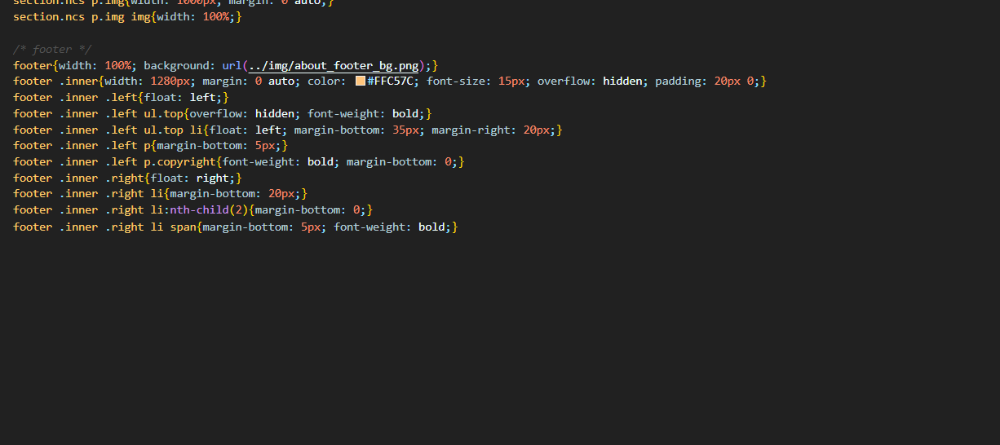 section.ncs p.img{width: 1000px; margin: 0 auto;}
section.ncs p.img img{width: 100%;}
/* footer */
footer{width: 100%; background: url(../img/about_footer_bg.png);}
footer .inner{width: 1280px; margin: 0 auto; color: #FFC57C; font-size: 15px; overflow: hidden; padding: 20px 0;}
footer .inner .left{float: left;}
footer .inner .left ul.top{overflow: hidden; font-weight: bold;}
footer .inner .left ul.top li{float: left; margin-bottom: 35px; margin-right: 20px;}
footer .inner .left p{margin-bottom: 5px;}
footer .inner .left p.copyright{font-weight: bold; margin-bottom: 0;}
footer .inner .right{float: right;}
footer .inner .right li{margin-bottom: 20px;}
footer .inner .right li:nth-child(2){margin-bottom: 0;}
footer .inner .right li span{margin-bottom: 5px; font-weight: bold;}